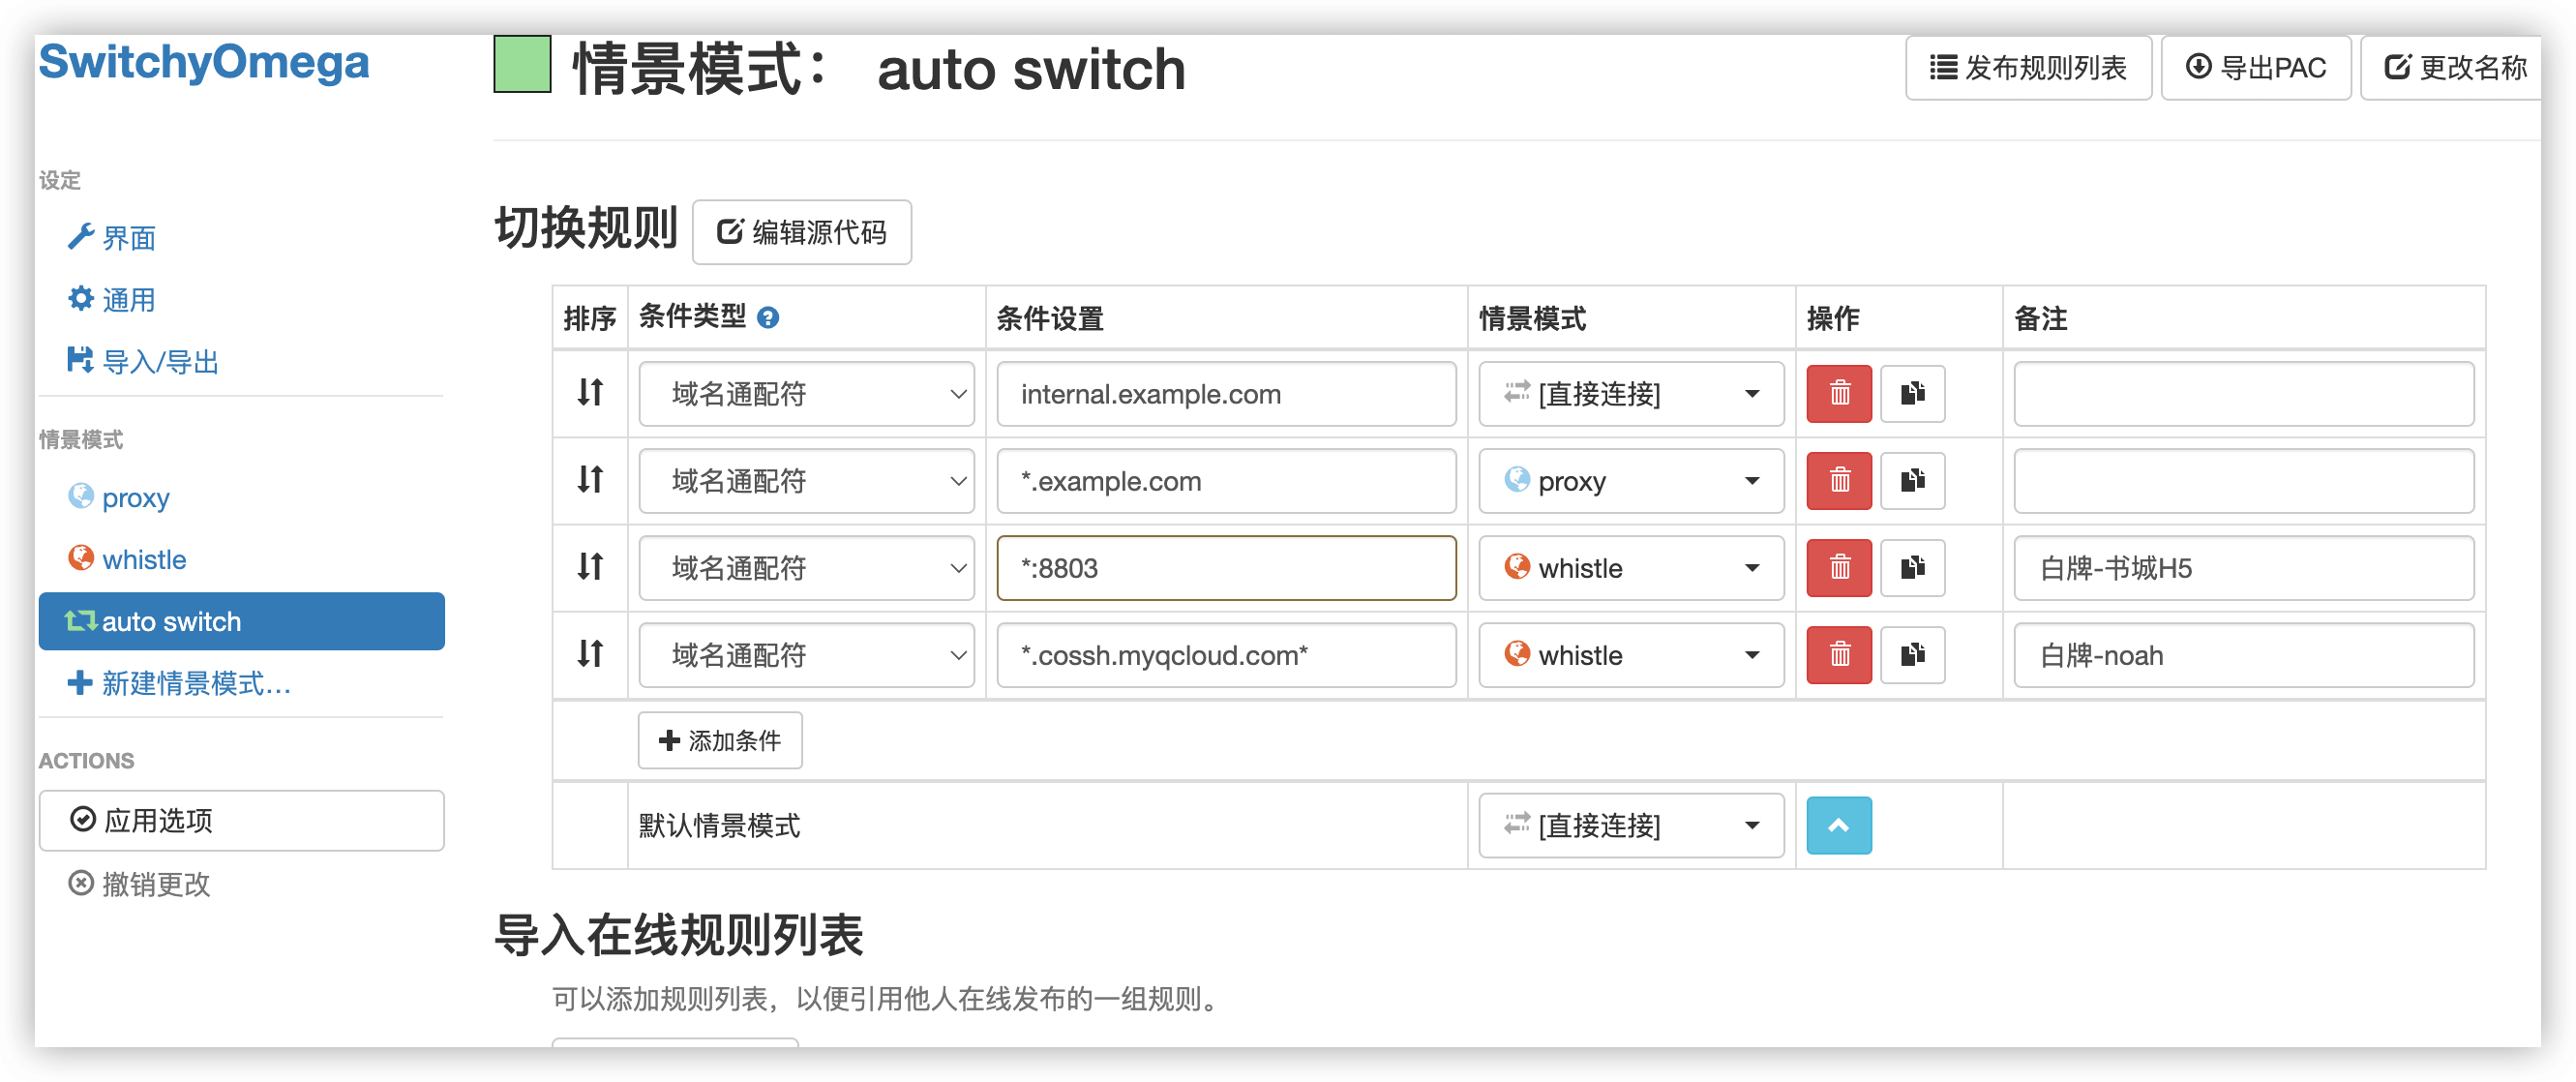 SwitchyOmega
情景模式： auto switch
发布规则列表
导出PAC
更改名称
设定
界面
通用
导入/导出
情景模式
proxy
whistle
auto switch
新建情景模式...
ACTIONS
应用选项
撤销更改
切换规则 编辑源代码
排序 条件类型 条件设置 情景模式 操作 备注
域名通配符 internal.example.com [直接连接]
域名通配符 *.example.com proxy
域名通配符 *:8803 whistle 白牌-书城H5
域名通配符 *.cossh.myqcloud.com* whistle 白牌-noah
添加条件
默认情景模式 [直接连接]
导入在线规则列表
可以添加规则列表，以便引用他人在线发布的一组规则。